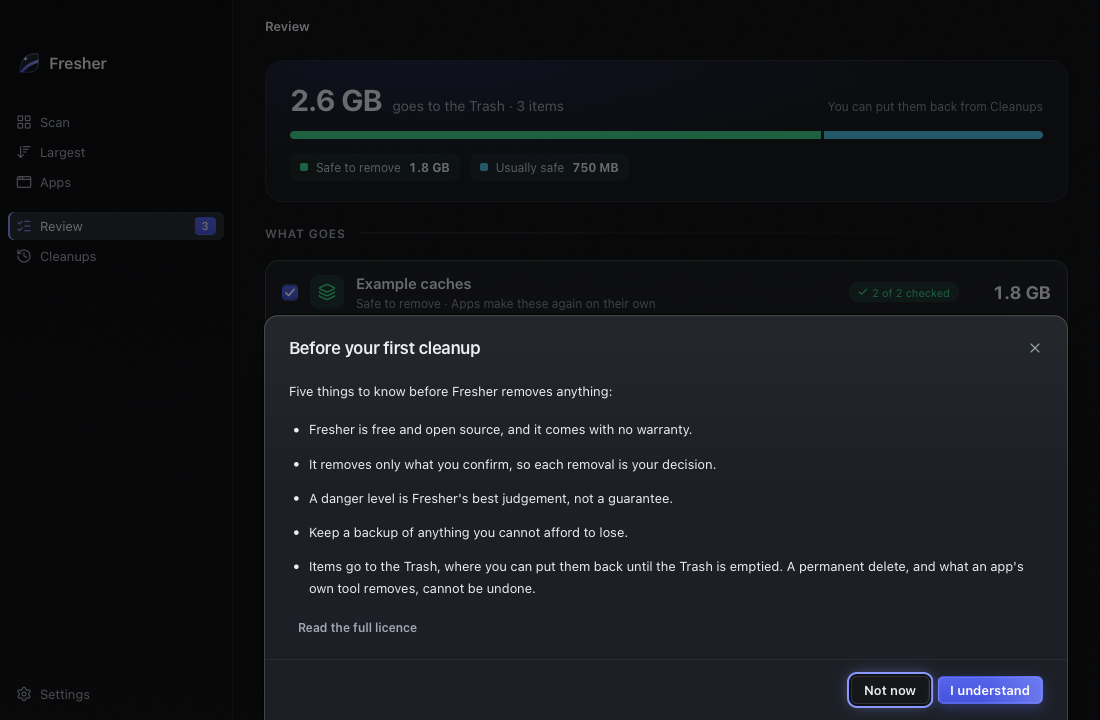 Review
Fresher
2.6 GB goes to the Trash · 3 items
You can put them back from Cleanups
Scan
Largest
Apps
Safe to remove 1.8 GB
Usually safe 750 MB
Review 3
Cleanups
WHAT GOES
Example caches
Safe to remove · Apps make these again on their own
2 of 2 checked
1.8 GB
Before your first cleanup
Five things to know before Fresher removes anything:
• Fresher is free and open source, and it comes with no warranty.
• It removes only what you confirm, so each removal is your decision.
• A danger level is Fresher's best judgement, not a guarantee.
• Keep a backup of anything you cannot afford to lose.
• Items go to the Trash, where you can put them back until the Trash is emptied. A permanent delete, and what an app's
own tool removes, cannot be undone.
Read the full licence
Not now
I understand
Settings